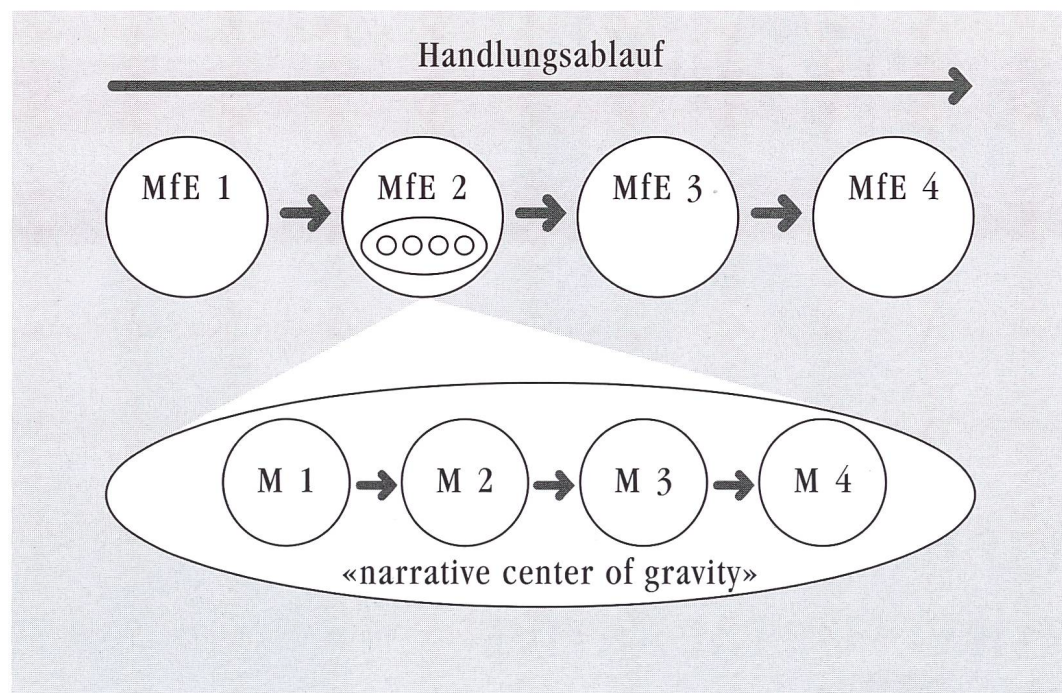 Handlungsablauf
MfE 1
MfE 2
MfE 3
MfE 4
M 1
M 2
M 3
M 4
«narrative center of gravity»